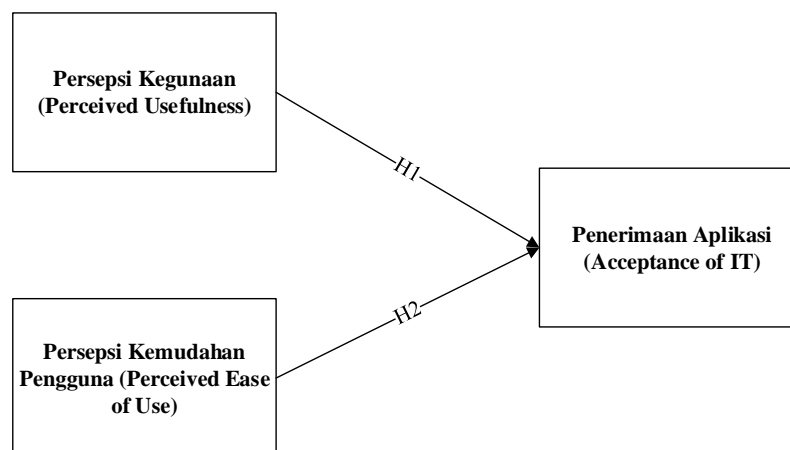 Persepsi Kegunaan
(Perceived Usefulness)
H1
Penerimaan Aplikasi
(Acceptance of IT)
H2
Persepsi Kemudahan
Pengguna (Perceived Ease
of Use)